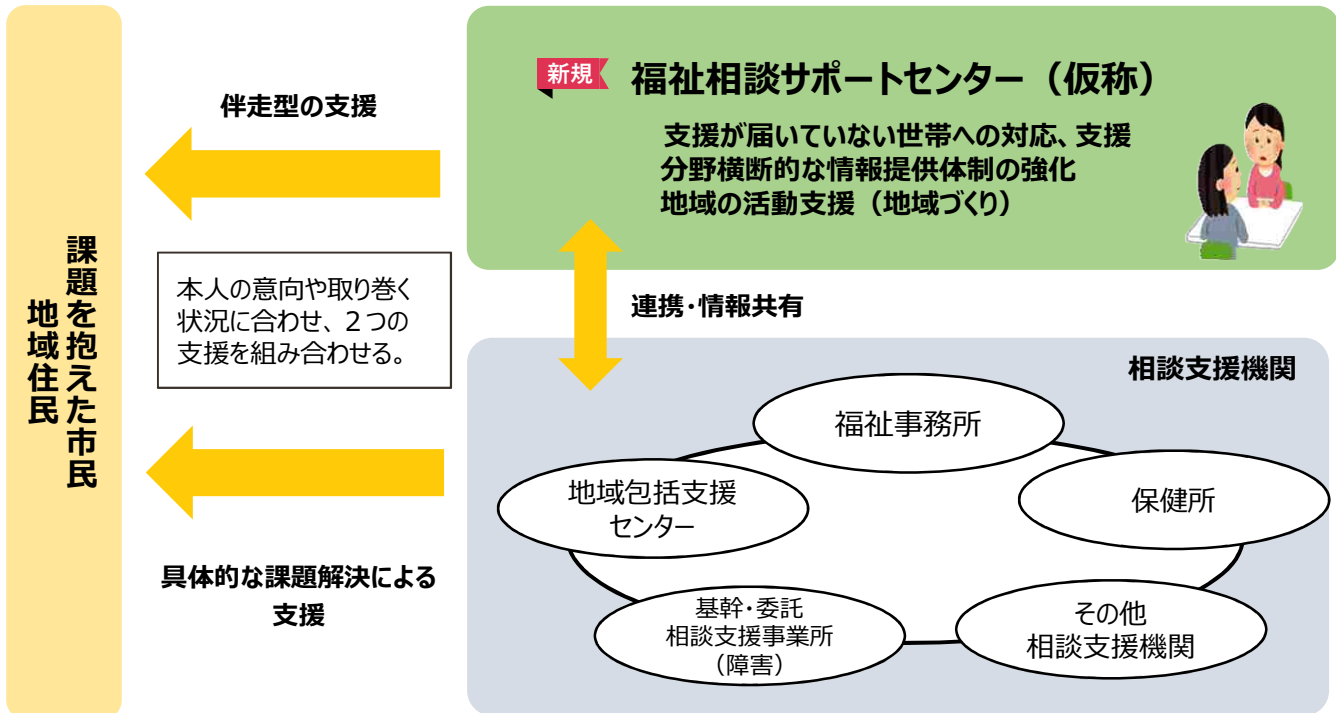 課題を抱えた市民
地域住民
伴走型の支援
本人の意向や取り巻く
状況に合わせ、２つの
支援を組み合わせる。
具体的な課題解決による
支援
新規
福祉相談サポートセンター（仮称）
支援が届いていない世帯への対応、支援
分野横断的な情報提供体制の強化
地域の活動支援（地域づくり）
連携・情報共有
相談支援機関
福祉事務所
地域包括支援
センター
保健所
基幹・委託
相談支援事業所
（障害）
その他
相談支援機関